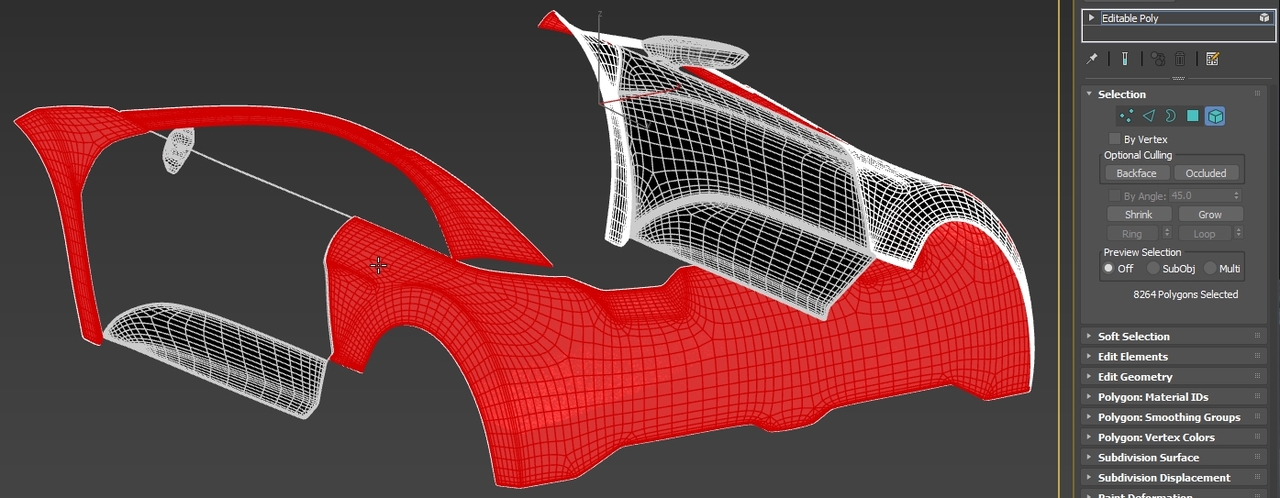 z
Editable Poly
Selection
By Vertex
Optional Culling
Backface Occluded
By Angle: 45.0
Shrink Grow
Ring Loop
Preview Selection
Off SubObj Multi
8264 Polygons Selected
Soft Selection
Edit Elements
Edit Geometry
Polygon: Material IDs
Polygon: Smoothing Groups
Polygon: Vertex Colors
Subdivision Surface
Subdivision Displacement
Paint Deformation